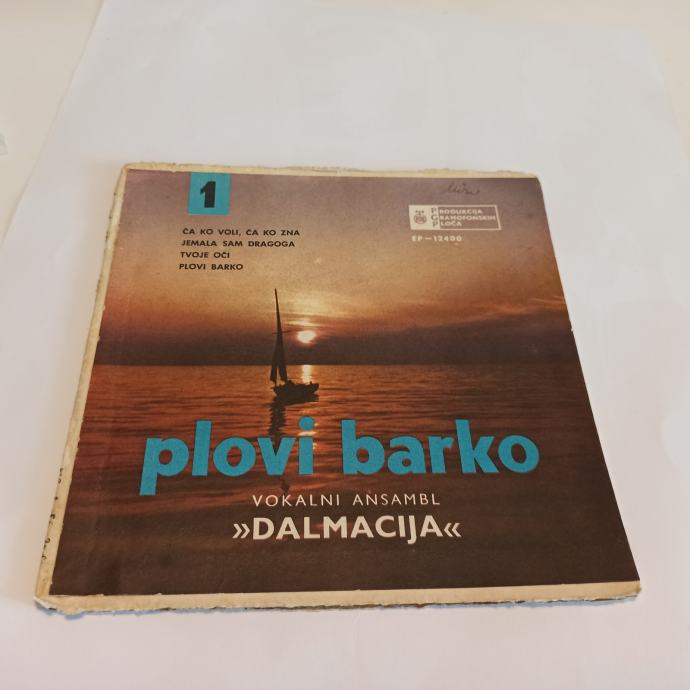 1
ČA KO VOLI, ČA KO ZNA
JEMALA SAM DRAGOGA
TVOJE OČI
PLOVI BARKO
PRODUKCIJA
GRAMOFONSKIH
PLOČA
EP-12400
plovi barko
VOKALNI ANSAMBL
»DALMACIJA«